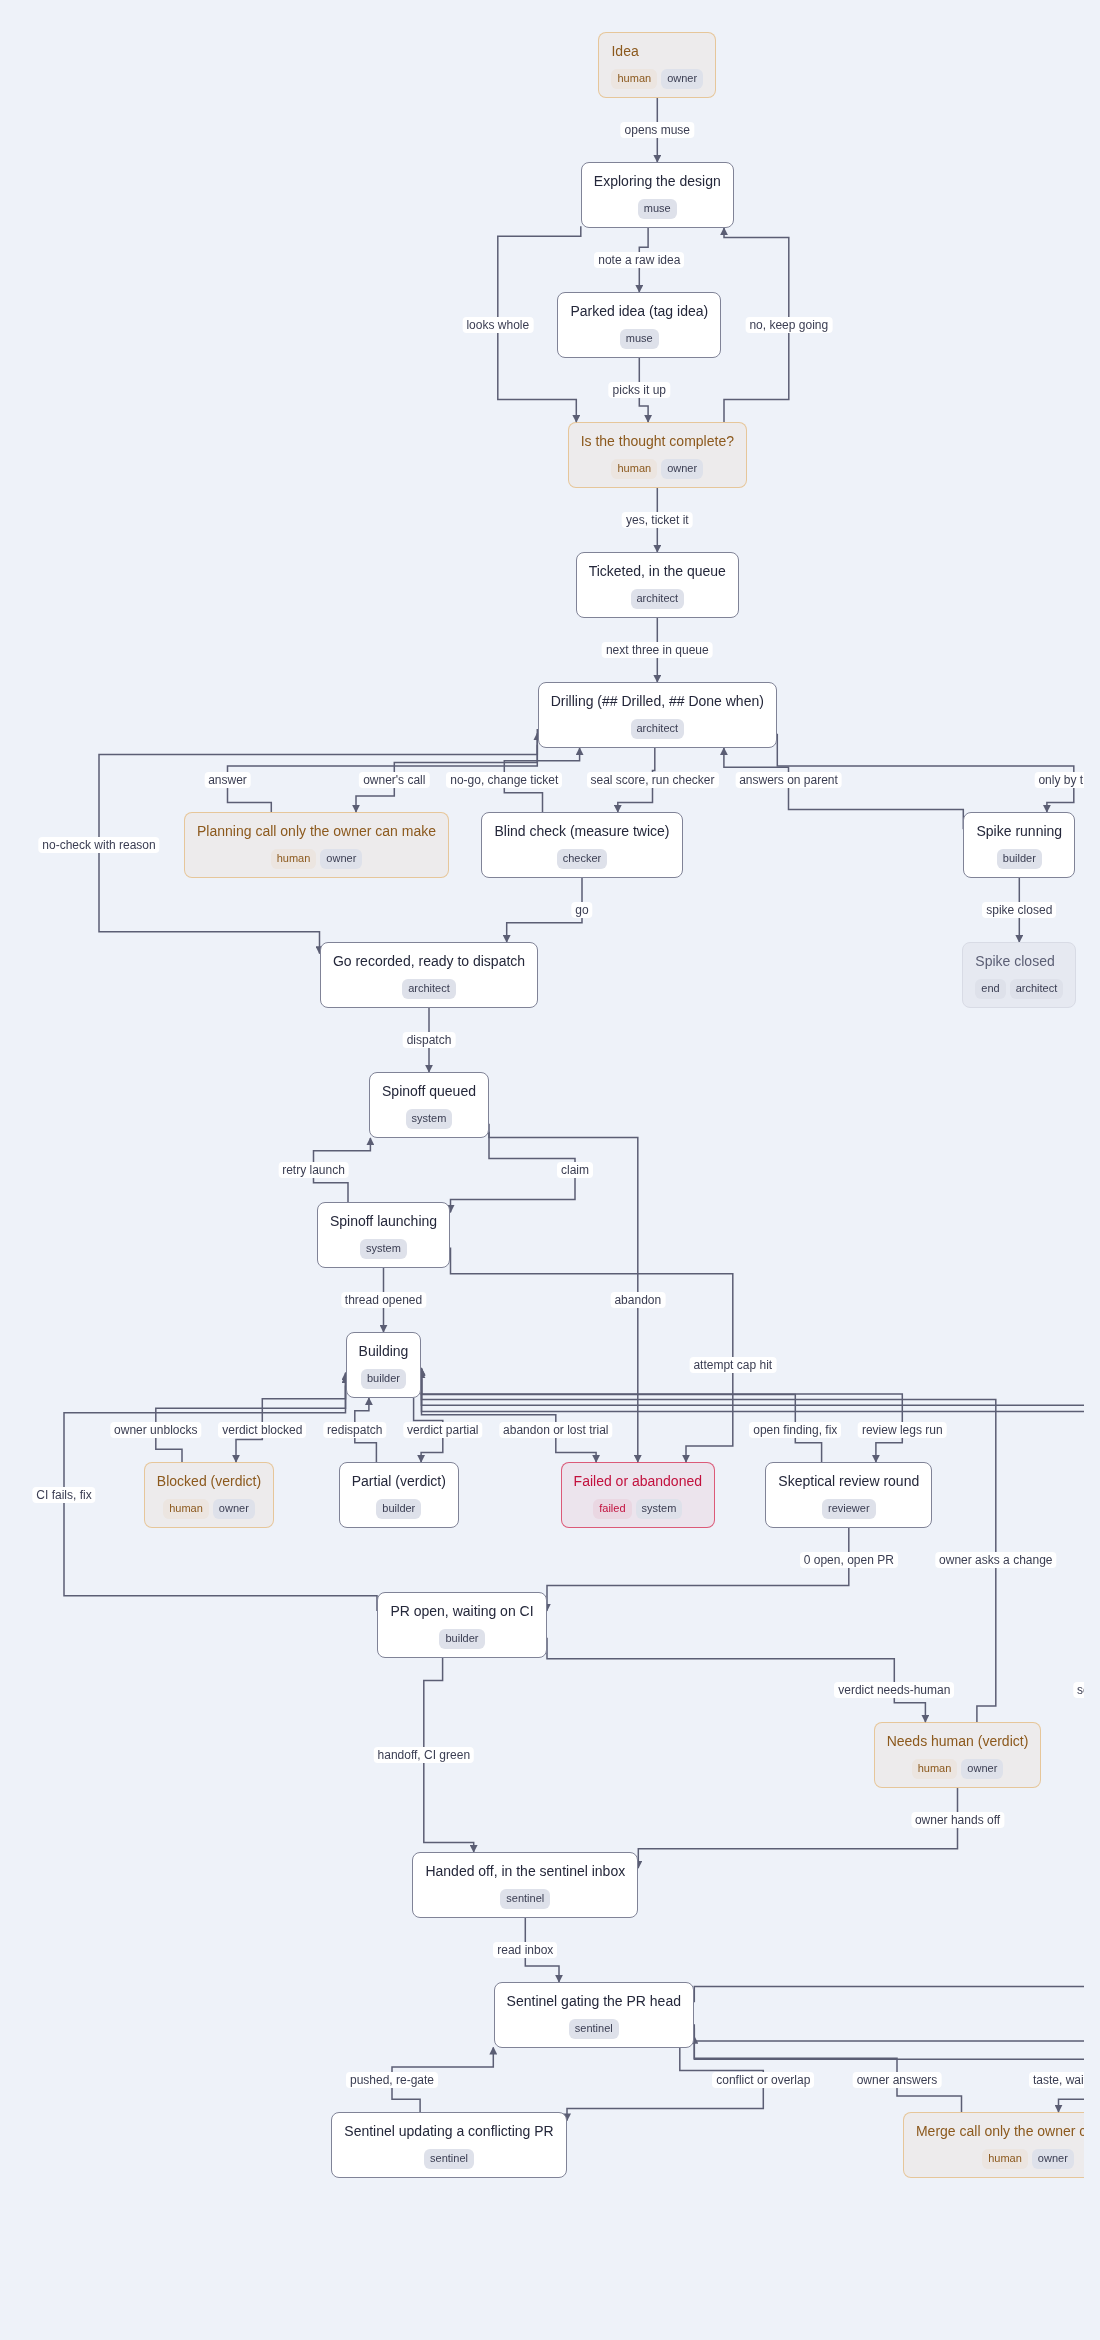 Idea
human owner
opens muse
Exploring the design
muse
note a raw idea
looks whole
Parked idea (tag idea)
muse
no, keep going
picks it up
Is the thought complete?
human owner
yes, ticket it
Ticketed, in the queue
architect
next three in queue
Drilling (## Drilled, ## Done when)
architect
answer
owner's call
no-go, change ticket
seal score, run checker
answers on parent
only by t
no-check with reason
Planning call only the owner can make
human owner
Blind check (measure twice)
checker
Spike running
builder
go
spike closed
Go recorded, ready to dispatch
architect
Spike closed
end architect
dispatch
Spinoff queued
system
retry launch
claim
Spinoff launching
system
thread opened
abandon
Building
builder
attempt cap hit
owner unblocks
verdict blocked
redispatch
verdict partial
abandon or lost trial
open finding, fix
review legs run
CI fails, fix
Blocked (verdict)
human owner
Partial (verdict)
builder
Failed or abandoned
failed system
Skeptical review round
reviewer
0 open, open PR
owner asks a change
PR open, waiting on CI
builder
verdict needs-human
handoff, CI green
Needs human (verdict)
human owner
owner hands off
Handed off, in the sentinel inbox
sentinel
read inbox
Sentinel gating the PR head
sentinel
pushed, re-gate
conflict or overlap
owner answers
taste, wai
Sentinel updating a conflicting PR
sentinel
Merge call only the owner
human owner